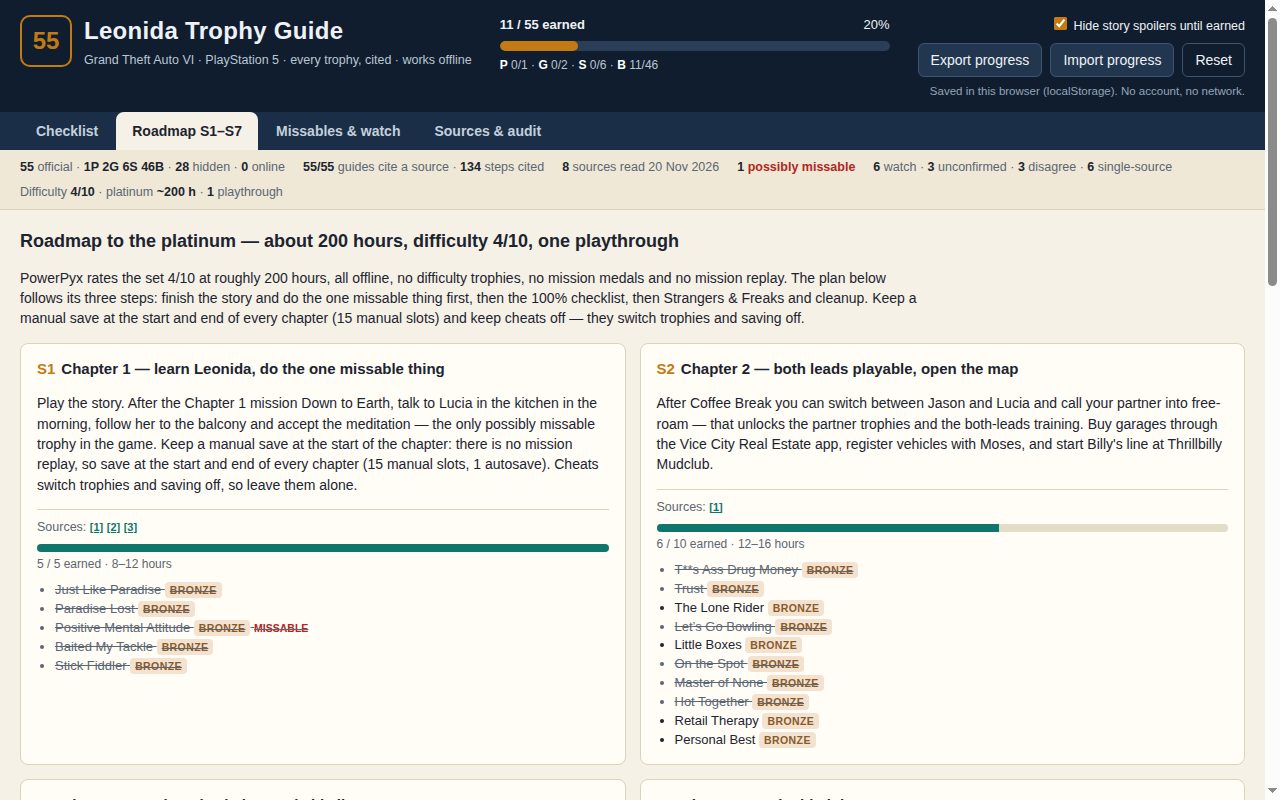 55
Leonida Trophy Guide
Grand Theft Auto VI · PlayStation 5 · every trophy, cited · works offline
11 / 55 earned 20%
P 0/1 · G 0/2 · S 0/6 · B 11/46
Hide story spoilers until earned
Export progress Import progress Reset
Saved in this browser (localStorage). No account, no network.
Checklist Roadmap S1–S7 Missables & watch Sources & audit
55 official · 1P 2G 6S 46B · 28 hidden · 0 online 55/55 guides cite a source · 134 steps cited 8 sources read 20 Nov 2026 1 possibly missable 6 watch · 3 unconfirmed · 3 disagree · 6 single-source
Difficulty 4/10 · platinum ~200 h · 1 playthrough
Roadmap to the platinum — about 200 hours, difficulty 4/10, one playthrough
PowerPyx rates the set 4/10 at roughly 200 hours, all offline, no difficulty trophies, no mission medals and no mission replay. The plan below
follows its three steps: finish the story and do the one missable thing first, then the 100% checklist, then Strangers & Freaks and cleanup. Keep a
manual save at the start and end of every chapter (15 manual slots) and keep cheats off — they switch trophies and saving off.
S1 Chapter 1 — learn Leonida, do the one missable thing
Play the story. After the Chapter 1 mission Down to Earth, talk to Lucia in the kitchen in the
morning, follow her to the balcony and accept the meditation — the only possibly missable
trophy in the game. Keep a manual save at the start of the chapter: there is no mission
replay, so save at the start and end of every chapter (15 manual slots, 1 autosave). Cheats
switch trophies and saving off, so leave them alone.
Sources: [1] [2] [3]
5 / 5 earned · 8–12 hours
Just Like Paradise BRONZE
Paradise Lost BRONZE
Positive Mental Attitude BRONZE MISSABLE
Baited My Tackle BRONZE
Stick Fiddler BRONZE
S2 Chapter 2 — both leads playable, open the map
After Coffee Break you can switch between Jason and Lucia and call your partner into free-
roam — that unlocks the partner trophies and the both-leads training. Buy garages through
the Vice City Real Estate app, register vehicles with Moses, and start Billy's line at Thrillbilly
Mudclub.
Sources: [1]
6 / 10 earned · 12–16 hours
T**s Ass Drug Money BRONZE
Trust BRONZE
The Lone Rider BRONZE
Let's Go Bowling BRONZE
Little Boxes BRONZE
On the Spot BRONZE
Master of None BRONZE
Hot Together BRONZE
Retail Therapy BRONZE
Personal Best BRONZE